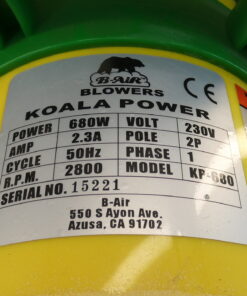 B-AIR
BLOWERS
CE
KOALA POWER
POWER 680W VOLT 230V
AMP 2.3A POLE 2P
CYCLE 50Hz PHASE 1
R.P.M. 2800 MODEL KP-680
SERIAL NO. 15221
B-Air
550 S Ayon Ave.
Azusa, CA 91702